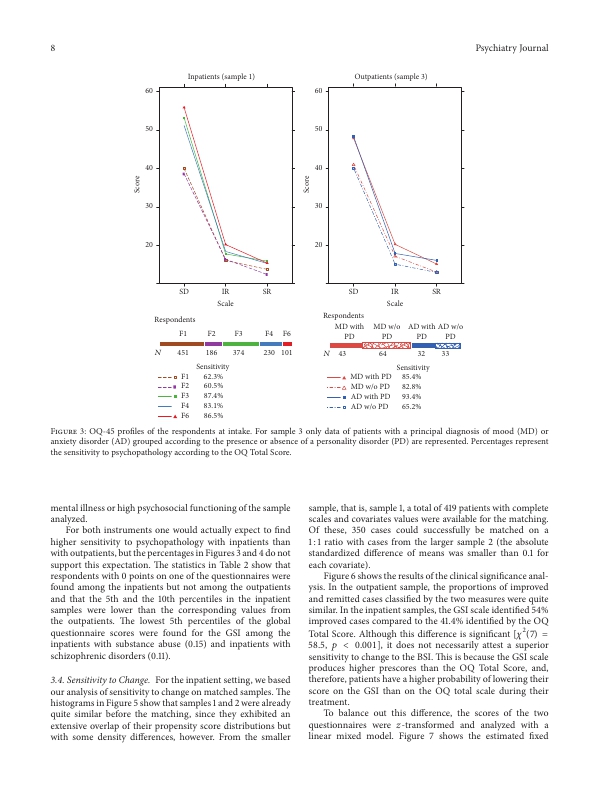 8
Psychiatry Journal
Inpatients (sample 1)
60
50
40
30
20
Score
SD
IR
SR
Scale
Respondents
F1
F2
F3
F4
F6
N
451
186
374
230
101
Sensitivity
F1 62.3%
F2 60.5%
F3 87.4%
F4 83.1%
F6 86.5%
Outpatients (sample 3)
60
50
40
30
20
Score
SD
IR
SR
Scale
Respondents
MD with PD
MD w/o PD
AD with PD
AD w/o PD
N
43
64
32
33
Sensitivity
MD with PD 85.4%
MD w/o PD 82.8%
AD with PD 93.4%
AD w/o PD 65.2%
Figure 3: OQ-45 profiles of the respondents at intake. For sample 3 only data of patients with a principal diagnosis of mood (MD) or
anxiety disorder (AD) grouped according to the presence or absence of a personality disorder (PD) are represented. Percentages represent
the sensitivity to psychopathology according to the OQ Total Score.
mental illness or high psychosocial functioning of the sample
analyzed.
For both instruments one would actually expect to find
higher sensitivity to psychopathology with inpatients than
with outpatients, but the percentages in Figures 3 and 4 do not
support this expectation. The statistics in Table 2 show that
respondents with 0 points on one of the questionnaires were
found among the inpatients but not among the outpatients
and that the 5th and the 10th percentiles in the inpatient
samples were lower than the corresponding values from
the outpatients. The lowest 5th percentiles of the global
questionnaire scores were found for the GSI among the
inpatients with substance abuse (0.15) and inpatients with
schizophrenic disorders (0.11).
3.4. Sensitivity to Change. For the inpatient setting, we based
our analysis of sensitivity to change on matched samples. The
histograms in Figure 5 show that samples 1 and 2 were already
quite similar before the matching, since they exhibited an
extensive overlap of their propensity score distributions but
with some density differences, however. From the smaller
sample, that is, sample 1, a total of 419 patients with complete
scales and covariates values were available for the matching.
Of these, 350 cases could successfully be matched on a
1 : 1 ratio with cases from the larger sample 2 (the absolute
standardized difference of means was smaller than 0.1 for
each covariate).
Figure 6 shows the results of the clinical significance anal-
ysis. In the outpatient sample, the proportions of improved
and remitted cases classified by the two measures were quite
similar. In the inpatient samples, the GSI scale identified 54%
improved cases compared to the 41.4% identified by the OQ
Total Score. Although this difference is significant [χ²(7) =
58.5, p < 0.001], it does not necessarily attest a superior
sensitivity to change to the BSI. This is because the GSI scale
produces higher prescores than the OQ Total Score, and,
therefore, patients have a higher probability of lowering their
score on the GSI than on the OQ total scale during their
treatment.
To balance out this difference, the scores of the two
questionnaires were z-transformed and analyzed with a
linear mixed model. Figure 7 shows the estimated fixed